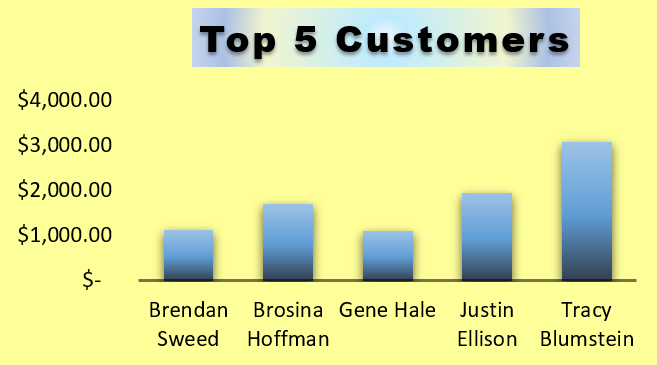 Top 5 Customers
$4,000.00
$3,000.00
$2,000.00
$1,000.00
$-
Brendan
Sweed
Brosina
Hoffman
Gene Hale
Justin
Ellison
Tracy
Blumstein